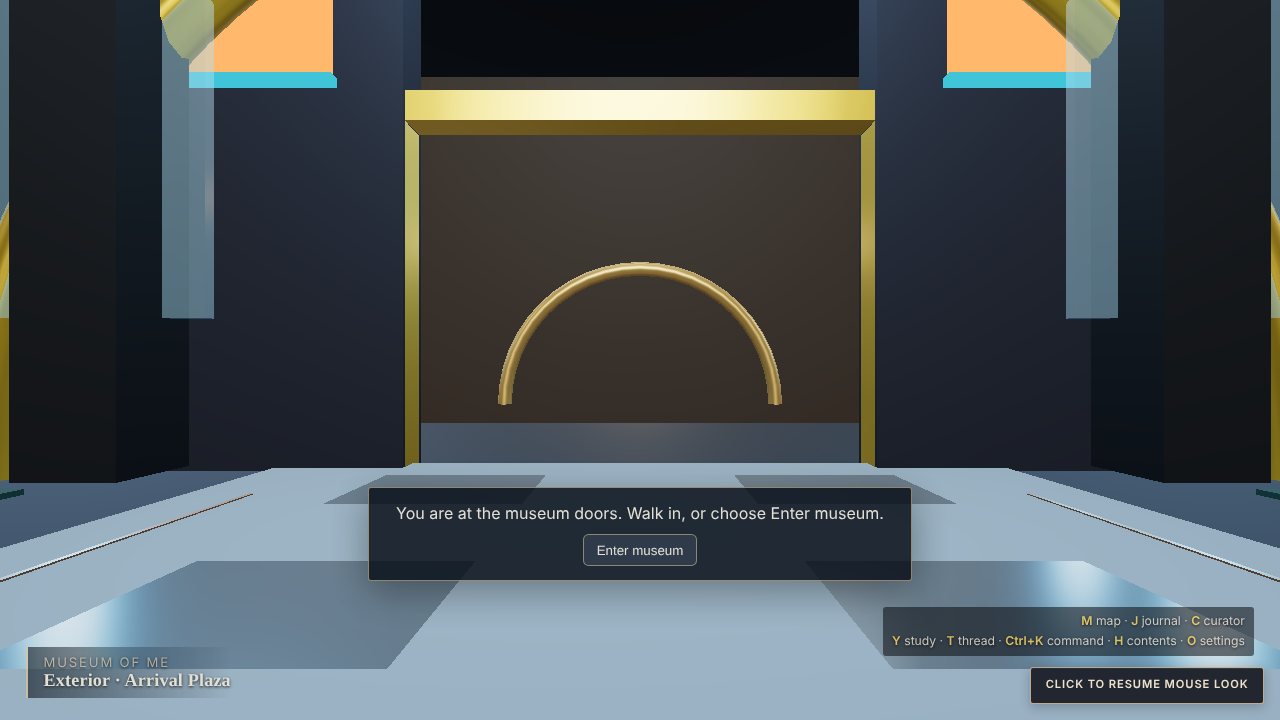 You are at the museum doors. Walk in, or choose Enter museum.
Enter museum
M map · J journal · C curator
Y study · T thread · Ctrl+K command · H contents · O settings
MUSEUM OF ME
Exterior · Arrival Plaza
CLICK TO RESUME MOUSE LOOK